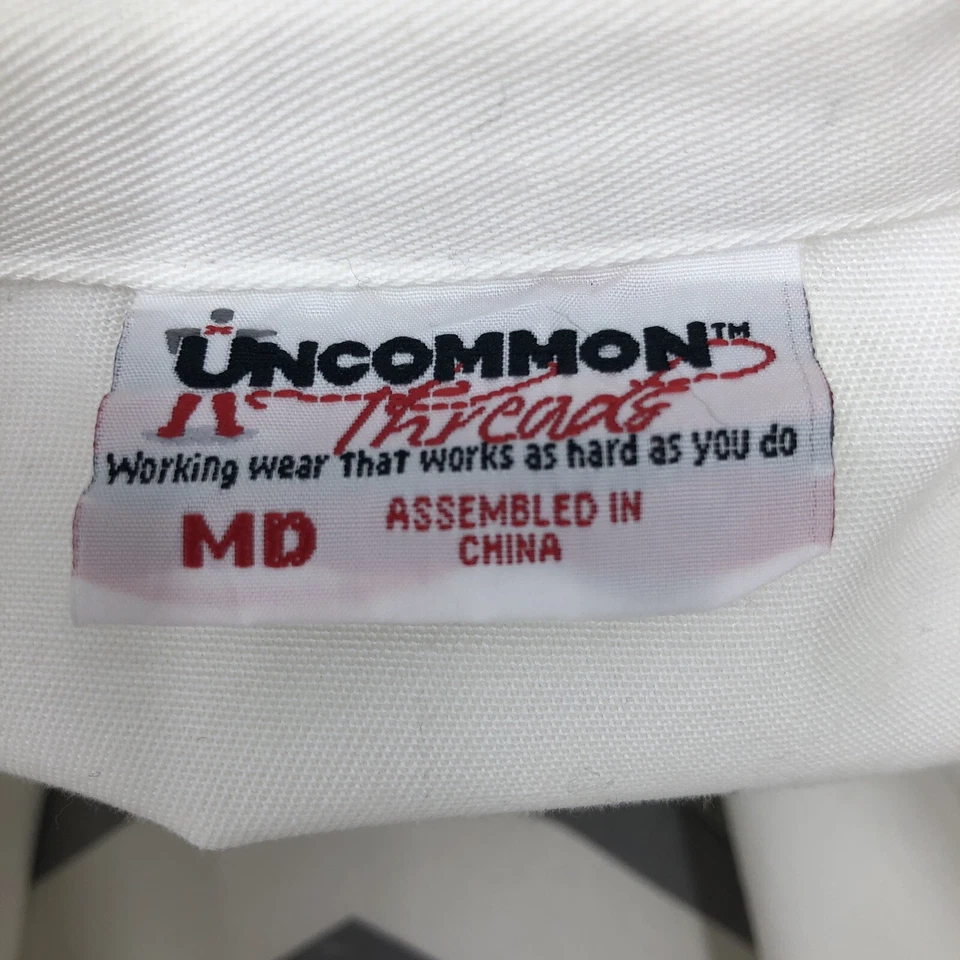 UNCOMMON™
Threads
Working wear that works as hard as you do
MD
ASSEMBLED IN
CHINA